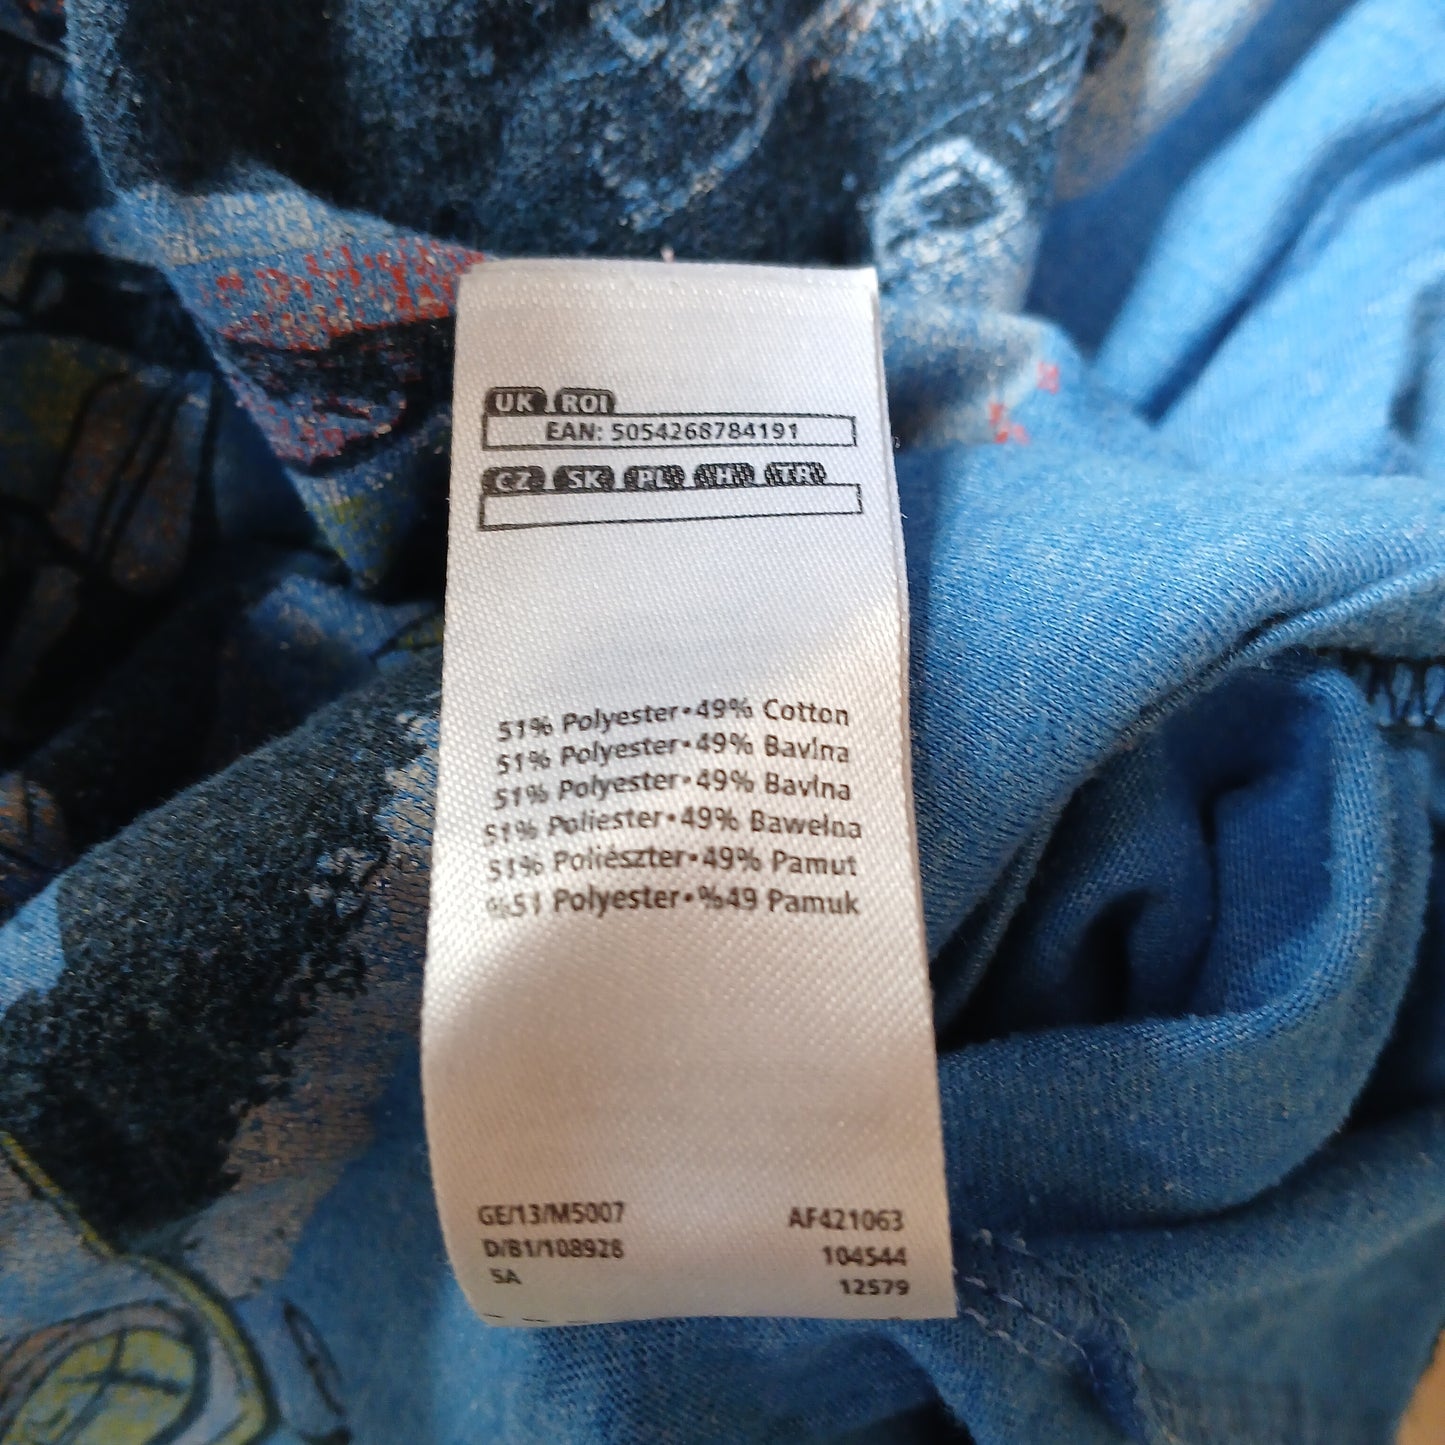 UK ROI
EAN: 5054268784191
CZ SK PL H TR
51% Polyester•49% Cotton
51% Polyester•49% Bavlna
51% Polyester•49% Bavlna
51% Poliester•49% Bawełna
51% Poliészter•49% Pamut
%51 Polyester•%49 Pamuk
GE/13/M5007 AF421063
D/B1/108928 104544
5A 12579